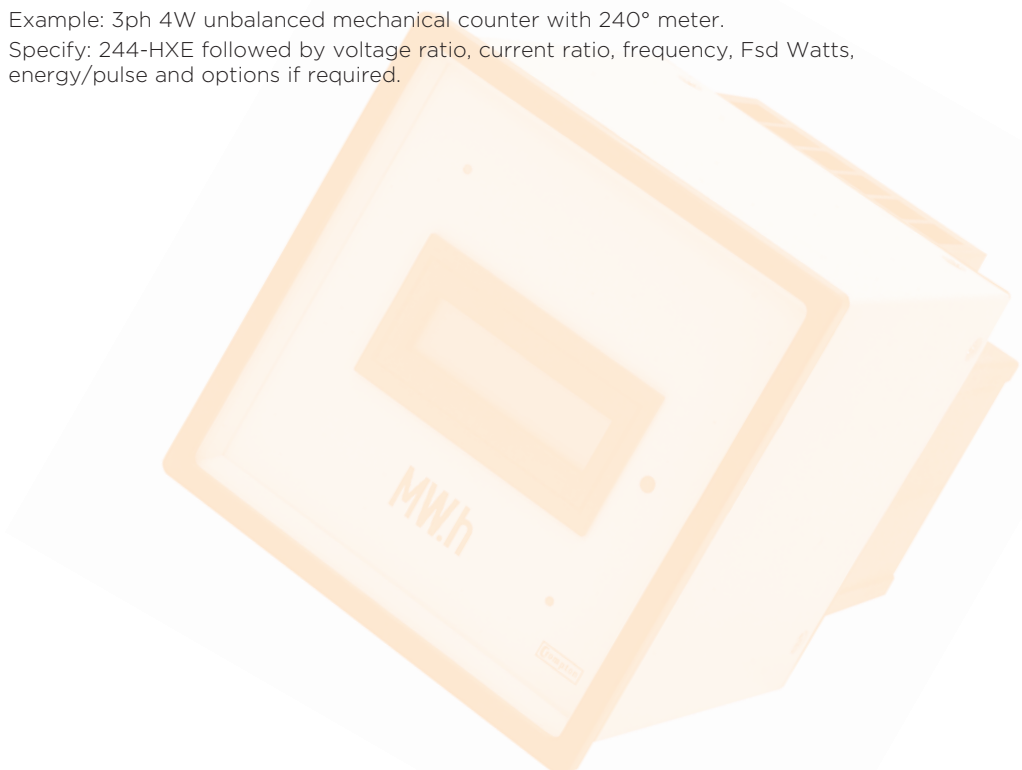 Example: 3ph 4W unbalanced mechanical counter with 240° meter.
Specify: 244-HXE followed by voltage ratio, current ratio, frequency, Fsd Watts,
energy/pulse and options if required.
MW.h
Crompton